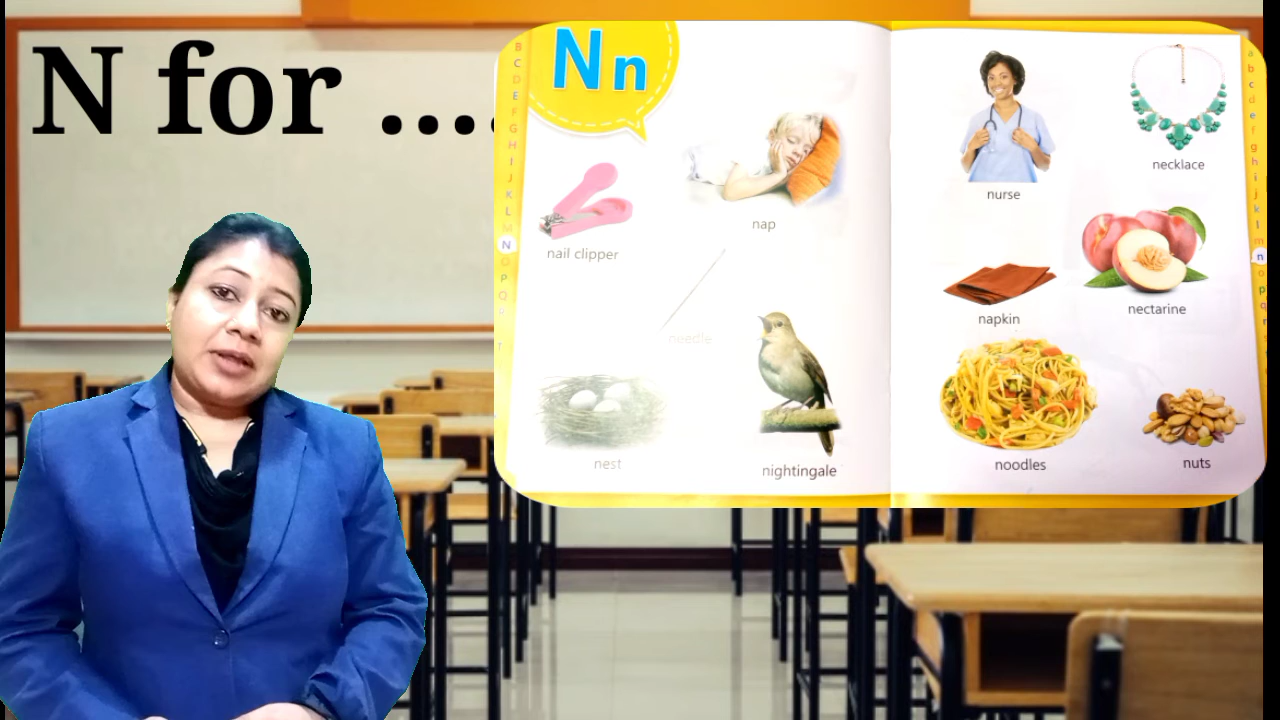 N for ....
Nn
nail clipper
nap
needle
nest
nightingale
nurse
necklace
napkin
nectarine
noodles
nuts
B
C
D
E
F
G
H
I
J
K
L
M
N
O
P
Q
R
T
a
b
c
d
e
f
g
h
i
j
k
l
m
n
o
p
q
r